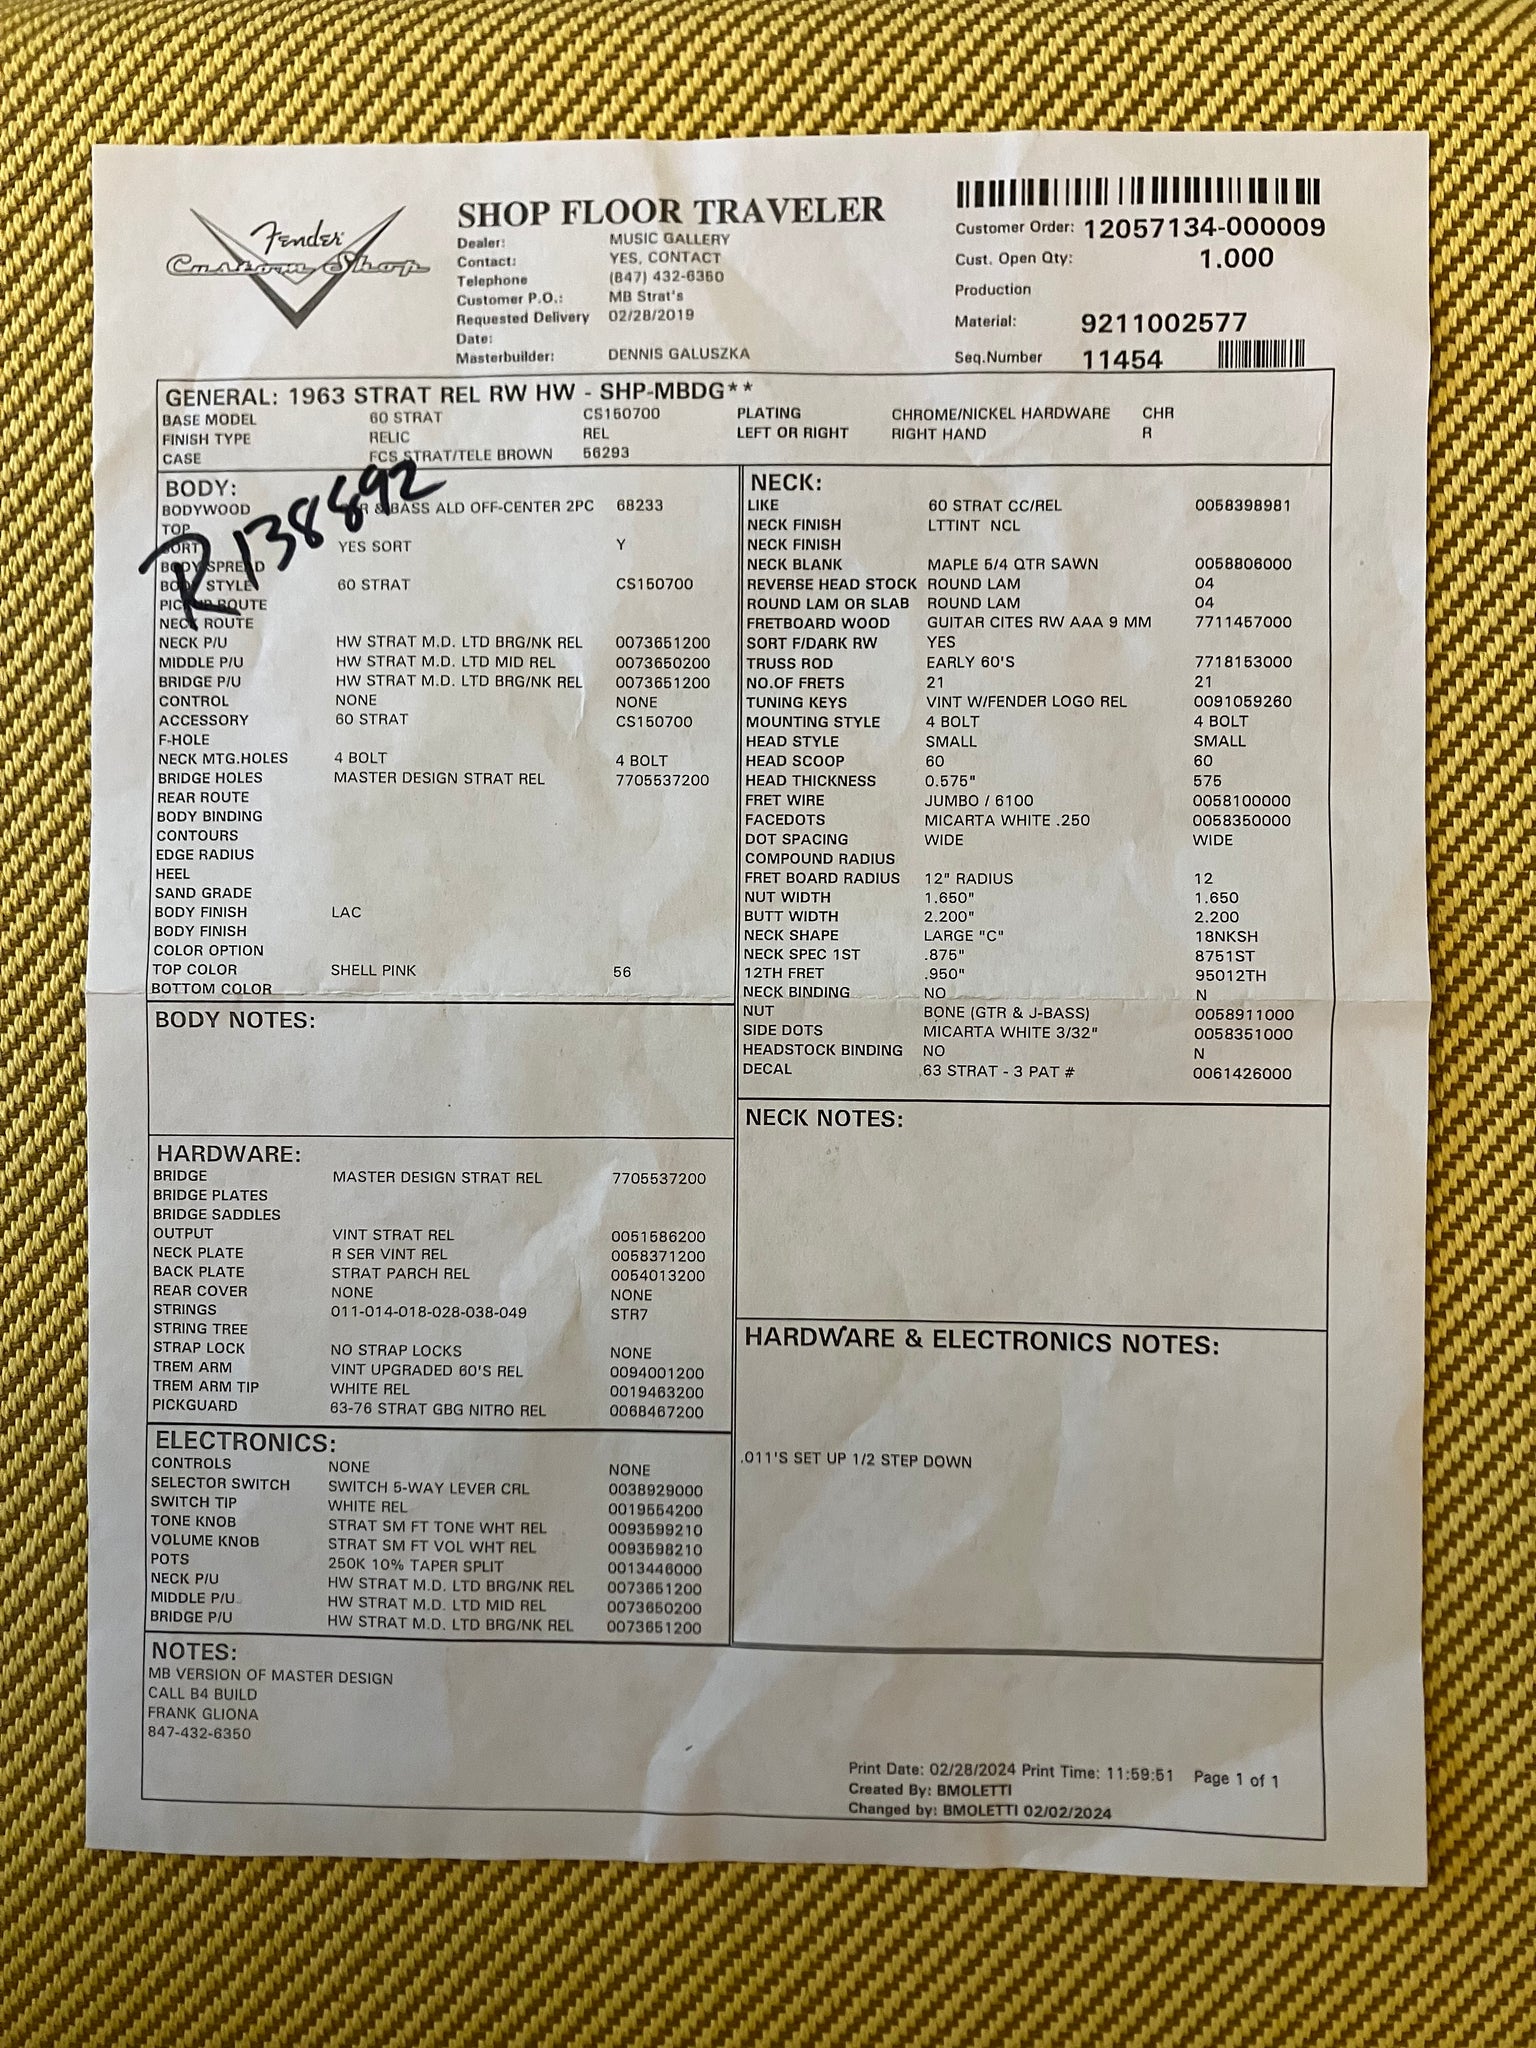 Fender
Custom Shop
SHOP FLOOR TRAVELER
Dealer: MUSIC GALLERY
Contact: YES, CONTACT
Telephone (847) 432-6350
Customer P.O.: MB Strat's
Requested Delivery Date: 02/28/2019
Masterbuilder: DENNIS GALUSZKA
Customer Order: 12057134-000009
Cust. Open Qty: 1.000
Production
Material: 9211002577
Seq.Number 11454
GENERAL: 1963 STRAT REL RW HW - SHP-MBDG**
BASE MODEL 60 STRAT CS150700 PLATING CHROME/NICKEL HARDWARE CHR
FINISH TYPE RELIC REL LEFT OR RIGHT RIGHT HAND R
CASE FCS STRAT/TELE BROWN 56293
R138892
BODY:
BODYWOOD R & BASS ALD OFF-CENTER 2PC 68233
TOP
SORT YES SORT Y
BODY SPREAD
BODY STYLE 60 STRAT CS150700
PICKUP ROUTE
NECK ROUTE
NECK P/U HW STRAT M.D. LTD BRG/NK REL 0073651200
MIDDLE P/U HW STRAT M.D. LTD MID REL 0073650200
BRIDGE P/U HW STRAT M.D. LTD BRG/NK REL 0073651200
CONTROL NONE NONE
ACCESSORY 60 STRAT CS150700
F-HOLE
NECK MTG.HOLES 4 BOLT 4 BOLT
BRIDGE HOLES MASTER DESIGN STRAT REL 7705537200
REAR ROUTE
BODY BINDING
CONTOURS
EDGE RADIUS
HEEL
SAND GRADE
BODY FINISH LAC
BODY FINISH
COLOR OPTION
TOP COLOR SHELL PINK 56
BOTTOM COLOR
BODY NOTES:
HARDWARE:
BRIDGE MASTER DESIGN STRAT REL 7705537200
BRIDGE PLATES
BRIDGE SADDLES
OUTPUT VINT STRAT REL 0051586200
NECK PLATE R SER VINT REL 0058371200
BACK PLATE STRAT PARCH REL 0054013200
REAR COVER NONE NONE
STRINGS 011-014-018-028-038-049 STR7
STRING TREE
STRAP LOCK NO STRAP LOCKS NONE
TREM ARM VINT UPGRADED 60'S REL 0094001200
TREM ARM TIP WHITE REL 0019463200
PICKGUARD 63-76 STRAT GBG NITRO REL 0068467200
ELECTRONICS:
CONTROLS NONE NONE
SELECTOR SWITCH SWITCH 5-WAY LEVER CRL 0038929000
SWITCH TIP WHITE REL 0019554200
TONE KNOB STRAT SM FT TONE WHT REL 0093599210
VOLUME KNOB STRAT SM FT VOL WHT REL 0093598210
POTS 250K 10% TAPER SPLIT 0013446000
NECK P/U HW STRAT M.D. LTD BRG/NK REL 0073651200
MIDDLE P/U HW STRAT M.D. LTD MID REL 0073650200
BRIDGE P/U HW STRAT M.D. LTD BRG/NK REL 0073651200
NECK:
LIKE 60 STRAT CC/REL 0058398981
NECK FINISH LTTINT NCL
NECK FINISH
NECK BLANK MAPLE 5/4 QTR SAWN 0058806000
REVERSE HEAD STOCK ROUND LAM 04
ROUND LAM OR SLAB ROUND LAM 04
FRETBOARD WOOD GUITAR CITES RW AAA 9 MM 7711457000
SORT F/DARK RW YES
TRUSS ROD EARLY 60'S 7718153000
NO.OF FRETS 21 21
TUNING KEYS VINT W/FENDER LOGO REL 0091059260
MOUNTING STYLE 4 BOLT 4 BOLT
HEAD STYLE SMALL SMALL
HEAD SCOOP 60 60
HEAD THICKNESS 0.575" 575
FRET WIRE JUMBO / 6100 0058100000
FACEDOTS MICARTA WHITE .250 0058350000
DOT SPACING WIDE WIDE
COMPOUND RADIUS
FRET BOARD RADIUS 12" RADIUS 12
NUT WIDTH 1.650" 1.650
BUTT WIDTH 2.200" 2.200
NECK SHAPE LARGE "C" 18NKSH
NECK SPEC 1ST .875" 8751ST
12TH FRET .950" 95012TH
NECK BINDING NO N
NUT BONE (GTR & J-BASS) 0058911000
SIDE DOTS MICARTA WHITE 3/32" 0058351000
HEADSTOCK BINDING NO N
DECAL 63 STRAT - 3 PAT # 0061426000
NECK NOTES:
HARDWARE & ELECTRONICS NOTES:
.011'S SET UP 1/2 STEP DOWN
NOTES:
MB VERSION OF MASTER DESIGN
CALL B4 BUILD
FRANK GLIONA
847-432-6350
Print Date: 02/28/2024 Print Time: 11:59:51 Page 1 of 1
Created By: BMOLETTI
Changed by: BMOLETTI 02/02/2024